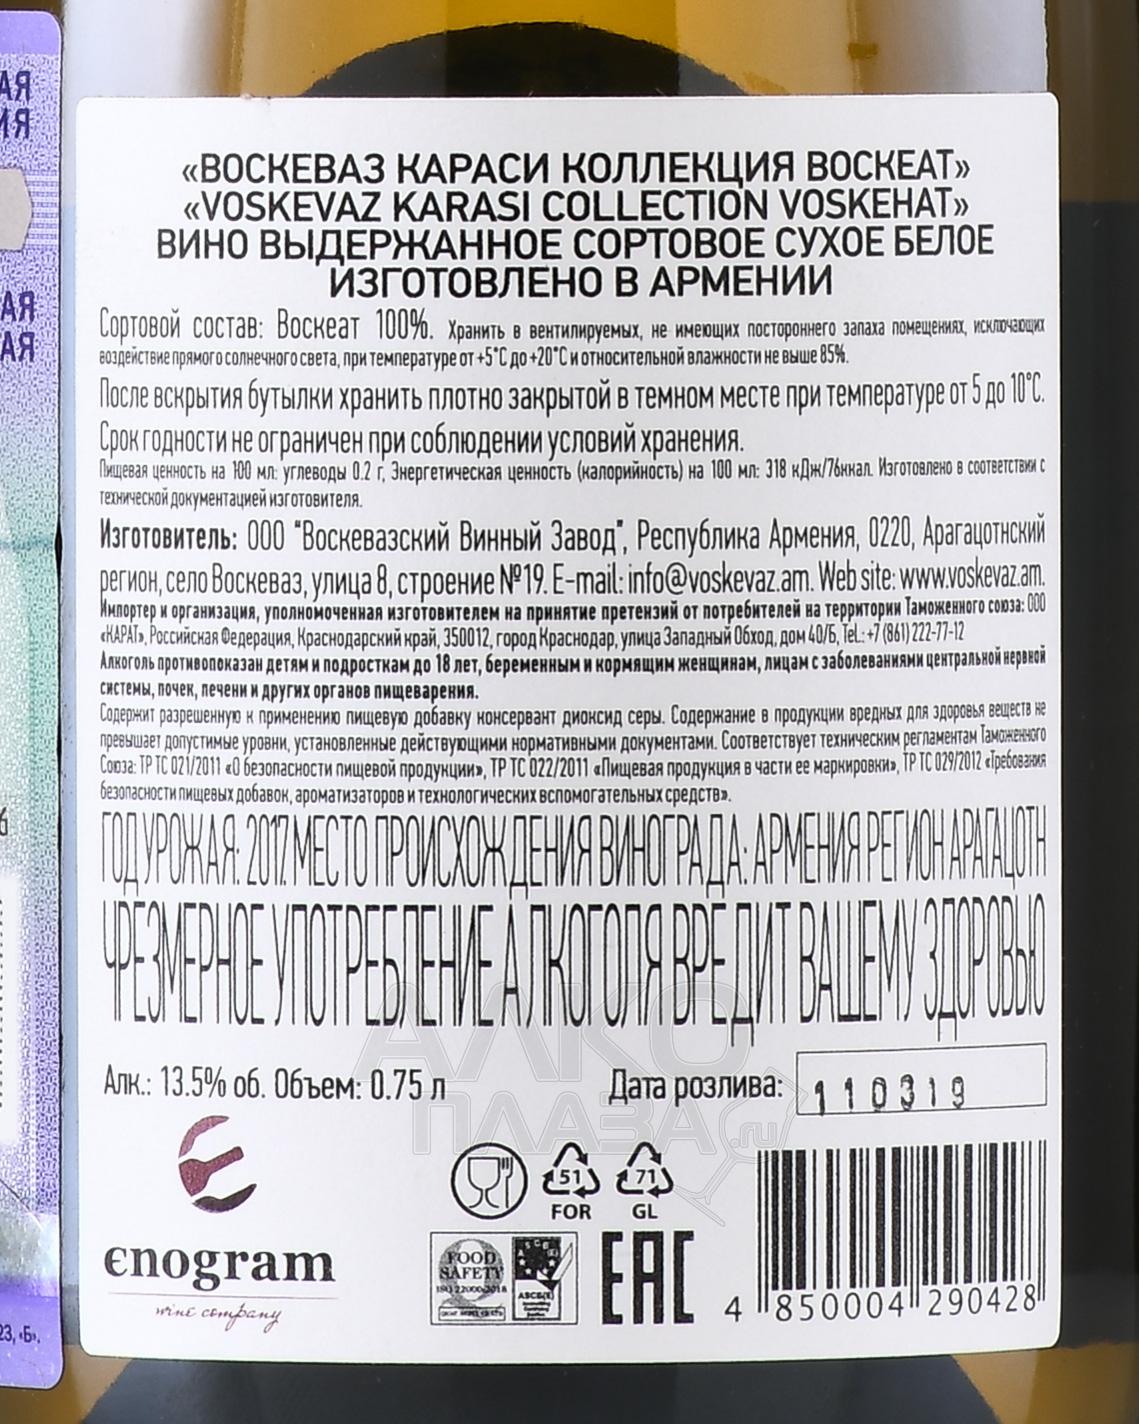 АЯ
ИЯ
АЯ
АЯ
«ВОСКЕВАЗ КАРАСИ КОЛЛЕКЦИЯ ВОСКЕАТ»
«VOSKEVAZ KARASI COLLECTION VOSKEHAT»
ВИНО ВЫДЕРЖАННОЕ СОРТОВОЕ СУХОЕ БЕЛОЕ
ИЗГОТОВЛЕНО В АРМЕНИИ
Сортовой состав: Воскеат 100%. Хранить в вентилируемых, не имеющих постороннего запаха помещениях, исключающих
воздействие прямого солнечного света, при температуре от +5°С до +20°С и относительной влажности не выше 85%.
После вскрытия бутылки хранить плотно закрытой в темном месте при температуре от 5 до 10°С.
Срок годности не ограничен при соблюдении условий хранения.
Пищевая ценность на 100 мл: углеводы 0.2 г, Энергетическая ценность (калорийность) на 100 мл: 318 кДж/76ккал. Изготовлено в соответствии с
технической документацией изготовителя.
Изготовитель: ООО "Воскевазский Винный Завод", Республика Армения, 0220, Арагацотнский
регион, село Воскеваз, улица 8, строение №19. E-mail: info@voskevaz.am. Web site: www.voskevaz.am.
Импортер и организация, уполномоченная изготовителем на принятие претензий от потребителей на территории Таможенного союза: ООО
«КАРАТ», Российская Федерация, Краснодарский край, 350012, город Краснодар, улица Западный Обход, дом 40/Б, Tel.: +7 (861) 222-77-12
Алкоголь противопоказан детям и подросткам до 18 лет, беременным и кормящим женщинам, лицам с заболеваниями центральной нервной
системы, почек, печени и других органов пищеварения.
Содержит разрешенную к применению пищевую добавку консервант диоксид серы. Содержание в продукции вредных для здоровья веществ не
превышает допустимые уровни, установленные действующими нормативными документами. Соответствует техническим регламентам Таможенного
Союза: ТР ТС 021/2011 «О безопасности пищевой продукции», ТР ТС 022/2011 «Пищевая продукция в части ее маркировки», ТР ТС 029/2012 «Требования
безопасности пищевых добавок, ароматизаторов и технологических вспомогательных средств».
ГОД УРОЖАЯ: 2017. МЕСТО ПРОИСХОЖДЕНИЯ ВИНОГРАДА: АРМЕНИЯ РЕГИОН АРАГАЦОТН
ЧРЕЗМЕРНОЕ УПОТРЕБЛЕНИЕ АЛКОГОЛЯ ВРЕДИТ ВАШЕМУ ЗДОРОВЬЮ
АЛКО
ПЛАЗА.ru
Алк.: 13.5% об. Объем: 0.75 л
Дата розлива: 110319
51 71
FOR GL
enogram
wine company
FOOD
SAFETY
ISO 22000:2018
ASCB(E)
EAC
4 850004 290428
23, «Б».